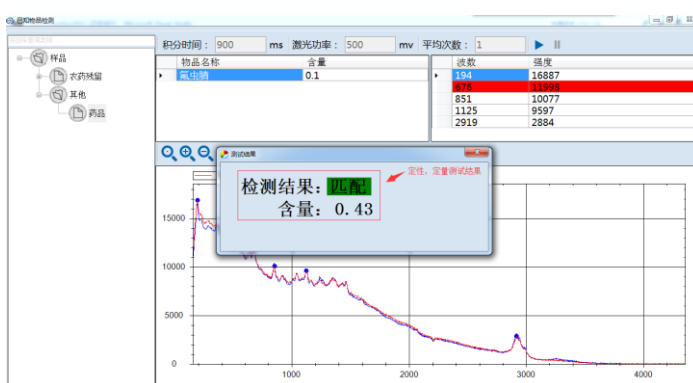 已知物品检测
积分时间： 900 ms 激光功率： 500 mv 平均次数： 1
样品
农药残留
其他
药品
物品名称 含量
氟虫腈 0.1
波数 强度
194 16887
676 11998
851 10077
1125 9597
2919 2884
测试结果
检测结果：匹配
含量：0.43
定性、定量测试结果
15000
10000
5000
0
1000 2000 3000 4000